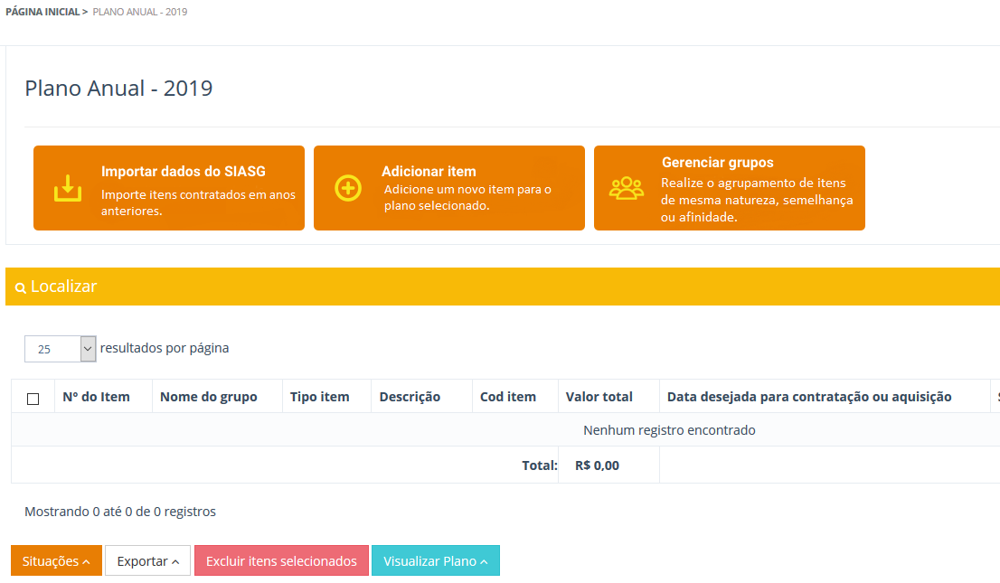 PÁGINA INICIAL > PLANO ANUAL - 2019
Plano Anual - 2019
Importar dados do SIASG
Importe itens contratados em anos
anteriores.
Adicionar item
Adicione um novo item para o
plano selecionado.
Gerenciar grupos
Realize o agrupamento de itens
de mesma natureza, semelhança
ou afinidade.
Localizar
25 resultados por página
Nº do Item Nome do grupo Tipo item Descrição Cod item Valor total Data desejada para contratação ou aquisição
Nenhum registro encontrado
Total: R$ 0,00
Mostrando 0 até 0 de 0 registros
Situações Exportar Excluir itens selecionados Visualizar Plano